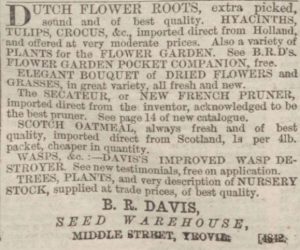 DUTCH FLOWER ROOTS, extra picked,
sound and of best quality. HYACINTHS,
TULIPS, CROCUS, &c., imported direct from Holland,
and offered at very moderate prices. Also a variety of
PLANTS for the FLOWER GARDEN. See B.R.D's.
FLOWER GARDEN POCKET COMPANION, free.
ELEGANT BOUQUET of DRIED FLOWERS and
GRASSES, in great variety, all fresh and new.
The SECATEUR, or NEW FRENCH PRUNER,
imported direct from the inventor, acknowledged to be
the best pruner. See page 14 of new catalogue.
SCOTCH OATMEAL, always fresh and of best
quality, imported direct from Scotland, 1s per 4lb.
packet, cheaper in quantity.
WASPS, &c. :—DAVIS'S IMPROVED WASP DE-
STROYER. See new testimonials, free on application.
TREES, PLANTS, and very description of NURSERY
STOCK, supplied at trade prices, of best quality.
B. R. DAVIS,
SEED WAREHOUSE,
MIDDLE STREET, YEOVIL. [1842.